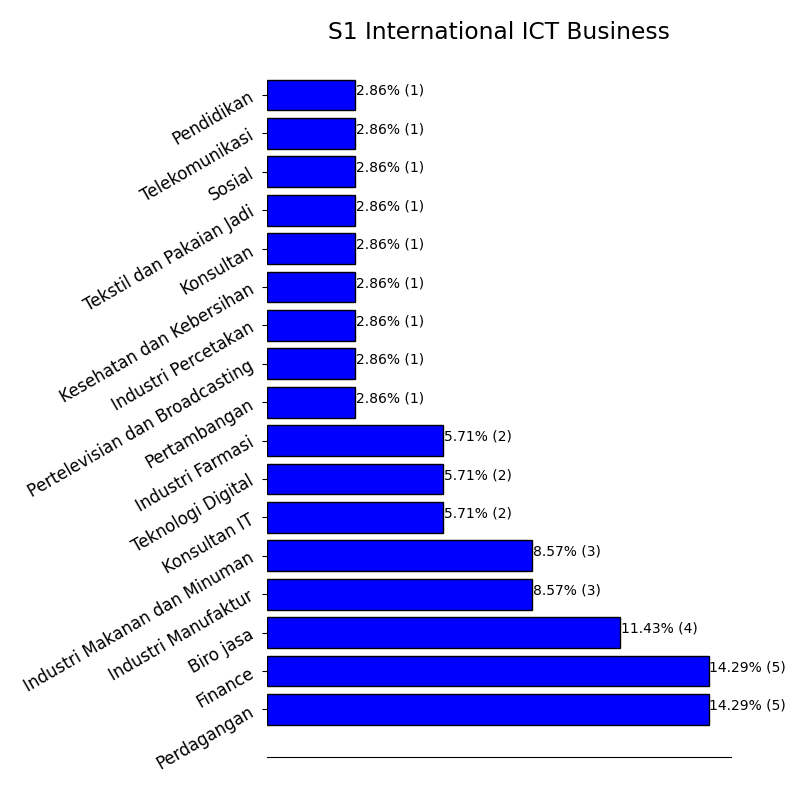 S1 International ICT Business
Pendidikan 2.86% (1)
Telekomunikasi 2.86% (1)
Sosial 2.86% (1)
Tekstil dan Pakaian Jadi 2.86% (1)
Konsultan 2.86% (1)
Kesehatan dan Kebersihan 2.86% (1)
Industri Percetakan 2.86% (1)
Pertelevisian dan Broadcasting 2.86% (1)
Pertambangan 2.86% (1)
Industri Farmasi 5.71% (2)
Teknologi Digital 5.71% (2)
Konsultan IT 5.71% (2)
Industri Makanan dan Minuman 8.57% (3)
Industri Manufaktur 8.57% (3)
Biro jasa 11.43% (4)
Finance 14.29% (5)
Perdagangan 14.29% (5)